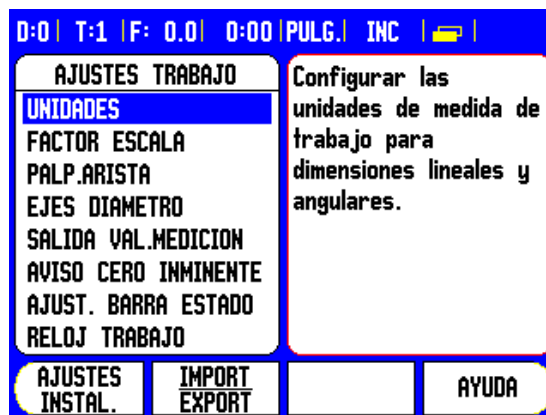 D:0| T:1 |F: 0.0| 0:00|PULG.| INC | |
AJUSTES TRABAJO
UNIDADES
FACTOR ESCALA
PALP.ARISTA
EJES DIAMETRO
SALIDA VAL.MEDICION
AVISO CERO INMINENTE
AJUST. BARRA ESTADO
RELOJ TRABAJO
Configurar las
unidades de medida de
trabajo para
dimensiones lineales y
angulares.
AJUSTES
INSTAL.
IMPORT
EXPORT
AYUDA